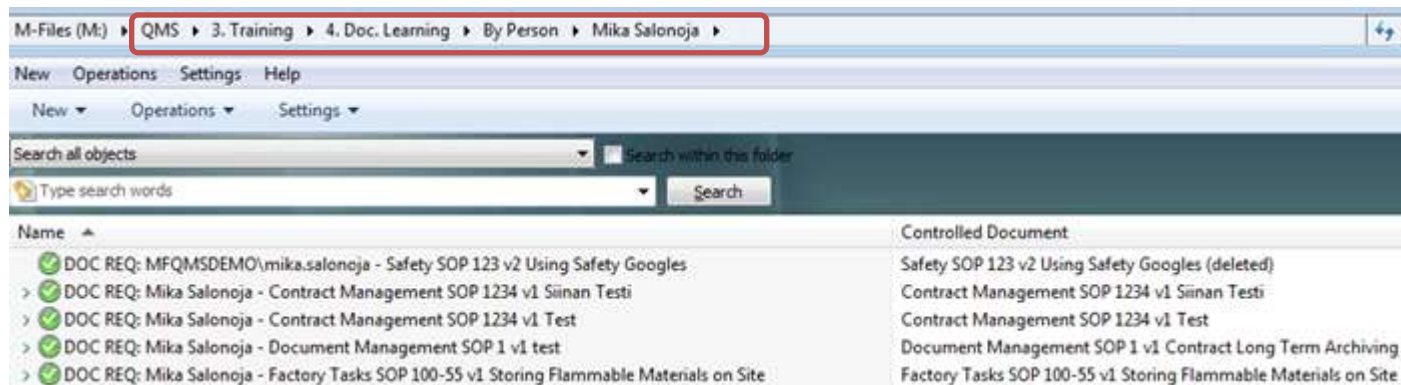 M-Files (M:) ▸ QMS ▸ 3. Training ▸ 4. Doc. Learning ▸ By Person ▸ Mika Salonoja ▸
New Operations Settings Help
New ▾ Operations ▾ Settings ▾
Search all objects Search within this folder
Type search words Search
Name Controlled Document
DOC REQ: MFQMSDEMO\mika.salonoja - Safety SOP 123 v2 Using Safety Googles Safety SOP 123 v2 Using Safety Googles (deleted)
DOC REQ: Mika Salonoja - Contract Management SOP 1234 v1 Siinan Testi Contract Management SOP 1234 v1 Siinan Testi
DOC REQ: Mika Salonoja - Contract Management SOP 1234 v1 Test Contract Management SOP 1234 v1 Test
DOC REQ: Mika Salonoja - Document Management SOP 1 v1 test Document Management SOP 1 v1 Contract Long Term Archiving
DOC REQ: Mika Salonoja - Factory Tasks SOP 100-55 v1 Storing Flammable Materials on Site Factory Tasks SOP 100-55 v1 Storing Flammable Materials on Site